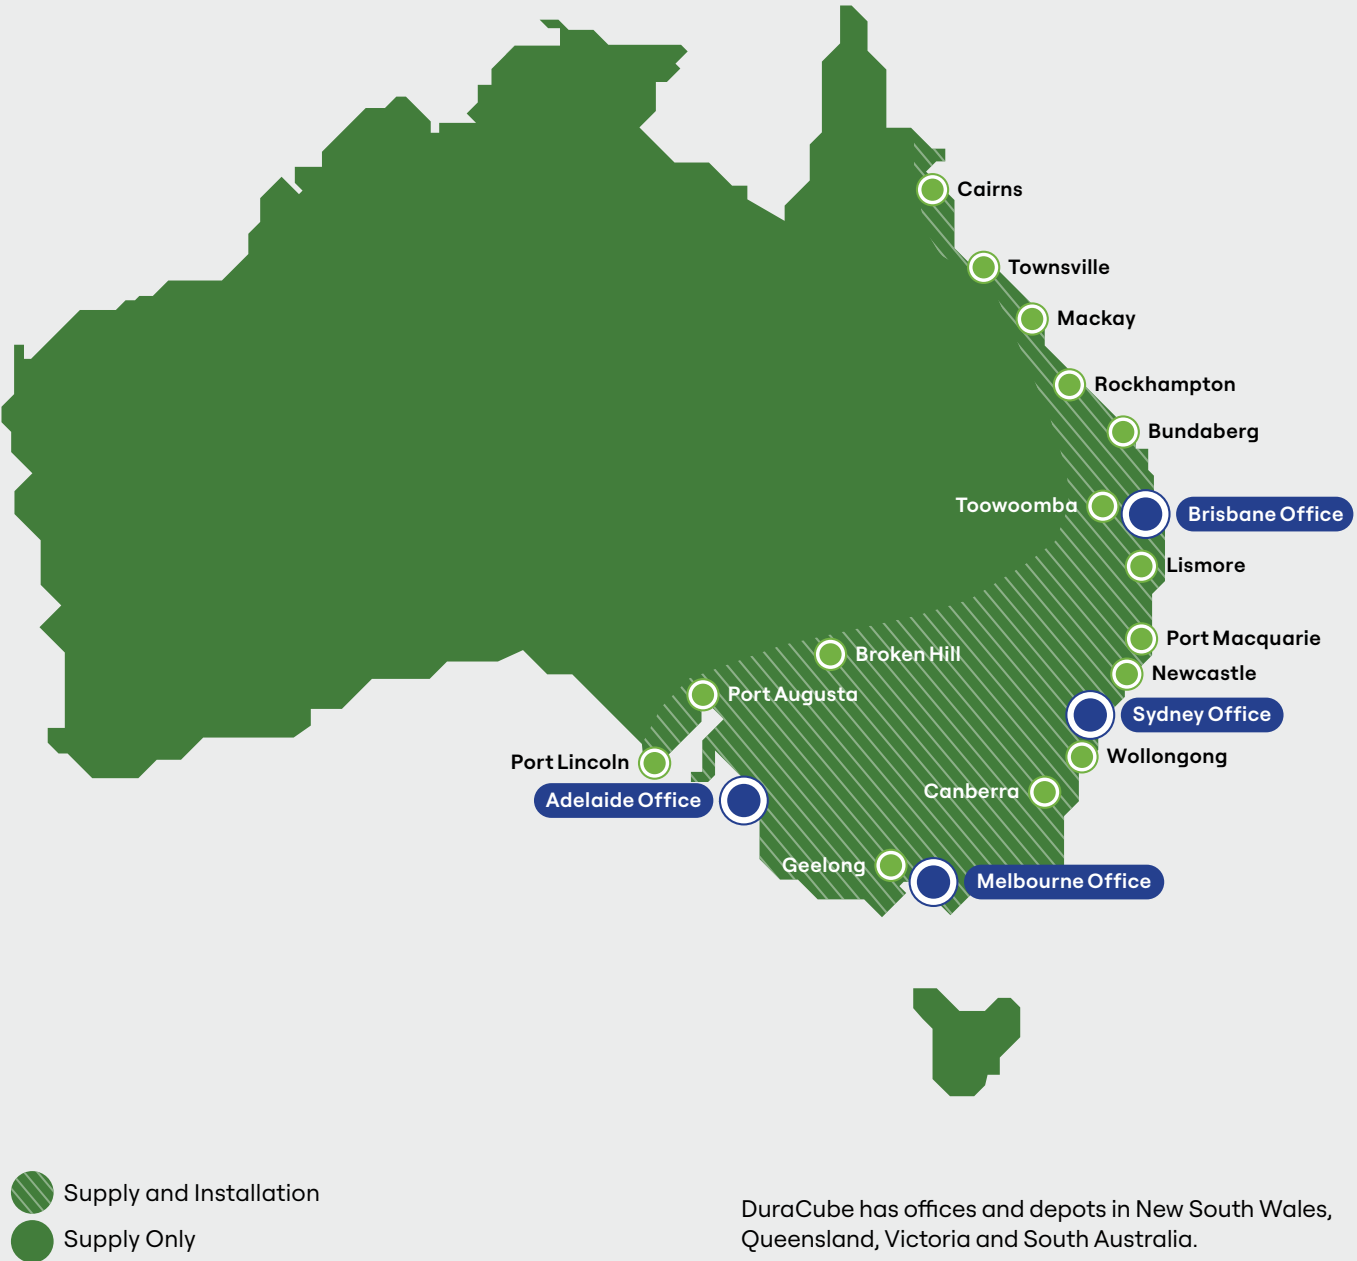 Cairns
Townsville
Mackay
Rockhampton
Bundaberg
Toowoomba
Brisbane Office
Lismore
Port Macquarie
Broken Hill
Newcastle
Port Augusta
Sydney Office
Wollongong
Port Lincoln
Canberra
Adelaide Office
Geelong
Melbourne Office
Supply and Installation
Supply Only
DuraCube has offices and depots in New South Wales,
Queensland, Victoria and South Australia.